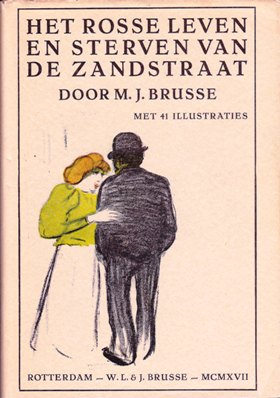 HET ROSSE LEVEN
EN STERVEN VAN
DE ZANDSTRAAT
DOOR M. J. BRUSSE
MET 41 ILLUSTRATIES
ROTTERDAM — W. L. & J. BRUSSE — MCMXVII